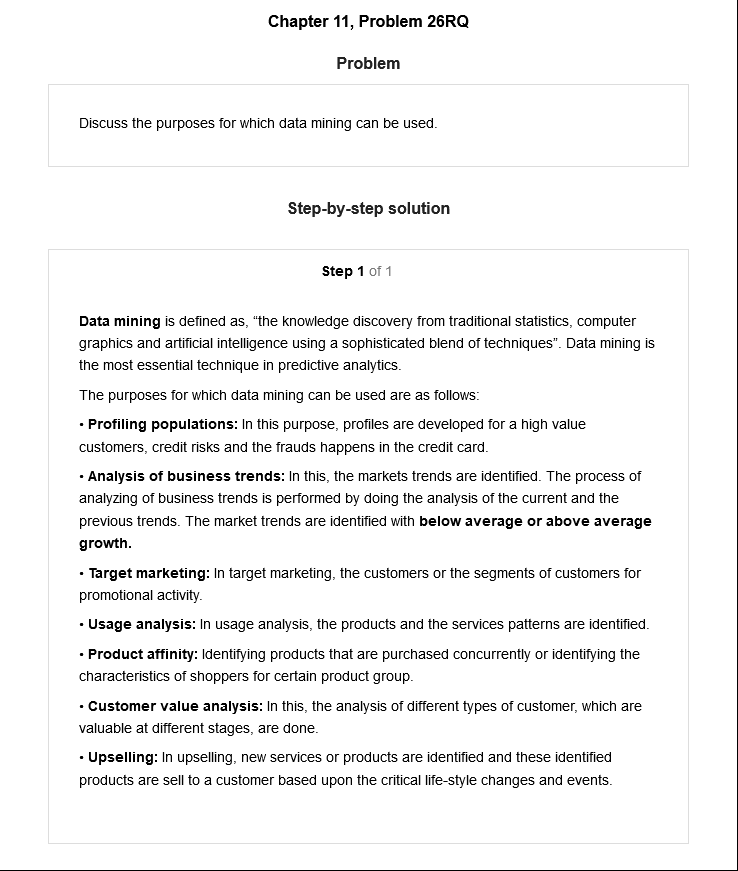 Chapter 11, Problem 26RQ
Problem
Discuss the purposes for which data mining can be used.
Step-by-step solution
Step 1 of 1
Data mining is defined as, “the knowledge discovery from traditional statistics, computer
graphics and artificial intelligence using a sophisticated blend of techniques”. Data mining is
the most essential technique in predictive analytics.
The purposes for which data mining can be used are as follows:
• Profiling populations: In this purpose, profiles are developed for a high value
customers, credit risks and the frauds happens in the credit card.
• Analysis of business trends: In this, the markets trends are identified. The process of
analyzing of business trends is performed by doing the analysis of the current and the
previous trends. The market trends are identified with below average or above average
growth.
• Target marketing: In target marketing, the customers or the segments of customers for
promotional activity.
• Usage analysis: In usage analysis, the products and the services patterns are identified.
• Product affinity: Identifying products that are purchased concurrently or identifying the
characteristics of shoppers for certain product group.
• Customer value analysis: In this, the analysis of different types of customer, which are
valuable at different stages, are done.
• Upselling: In upselling, new services or products are identified and these identified
products are sell to a customer based upon the critical life-style changes and events.